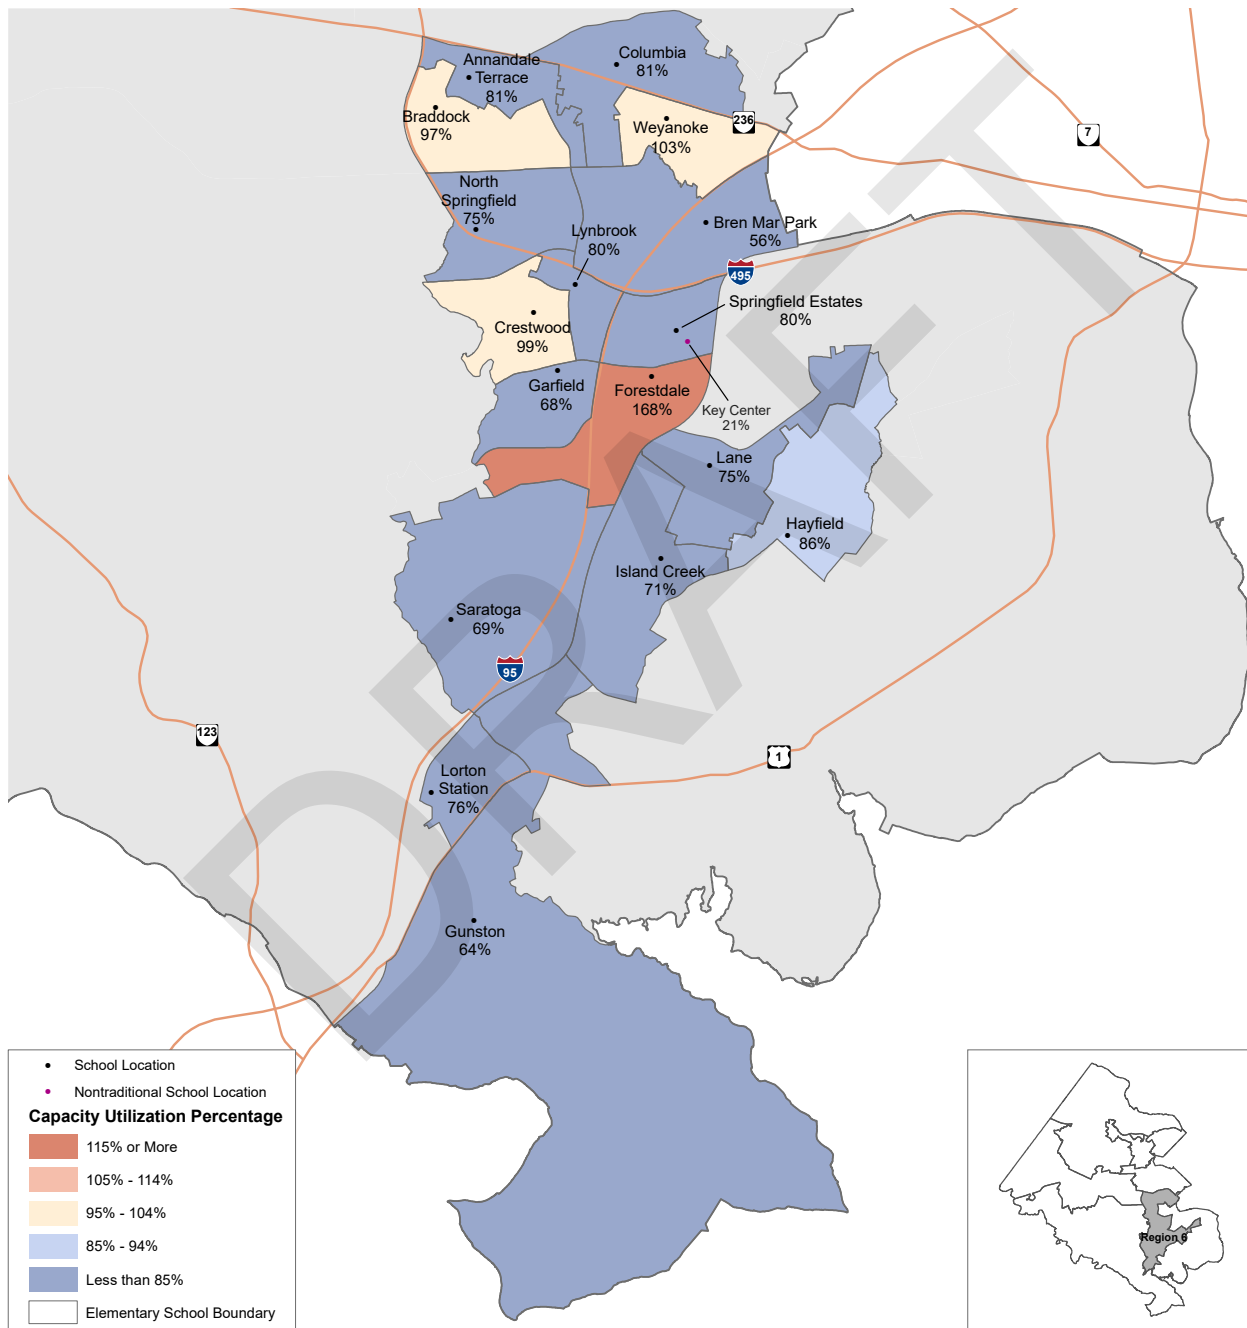 Columbia
81%
Annandale
Terrace
81%
Braddock
97%
Weyanoke
103%
236
7
North
Springfield
75%
Lynbrook
80%
Bren Mar Park
56%
495
Springfield Estates
80%
Crestwood
99%
Garfield
68%
Forestdale
168%
Key Center
21%
Lane
75%
Hayfield
86%
Island Creek
71%
Saratoga
69%
95
123
1
Lorton
Station
76%
Gunston
64%
DRAFT
School Location
Nontraditional School Location
Capacity Utilization Percentage
115% or More
105% - 114%
95% - 104%
85% - 94%
Less than 85%
Elementary School Boundary
Region 6